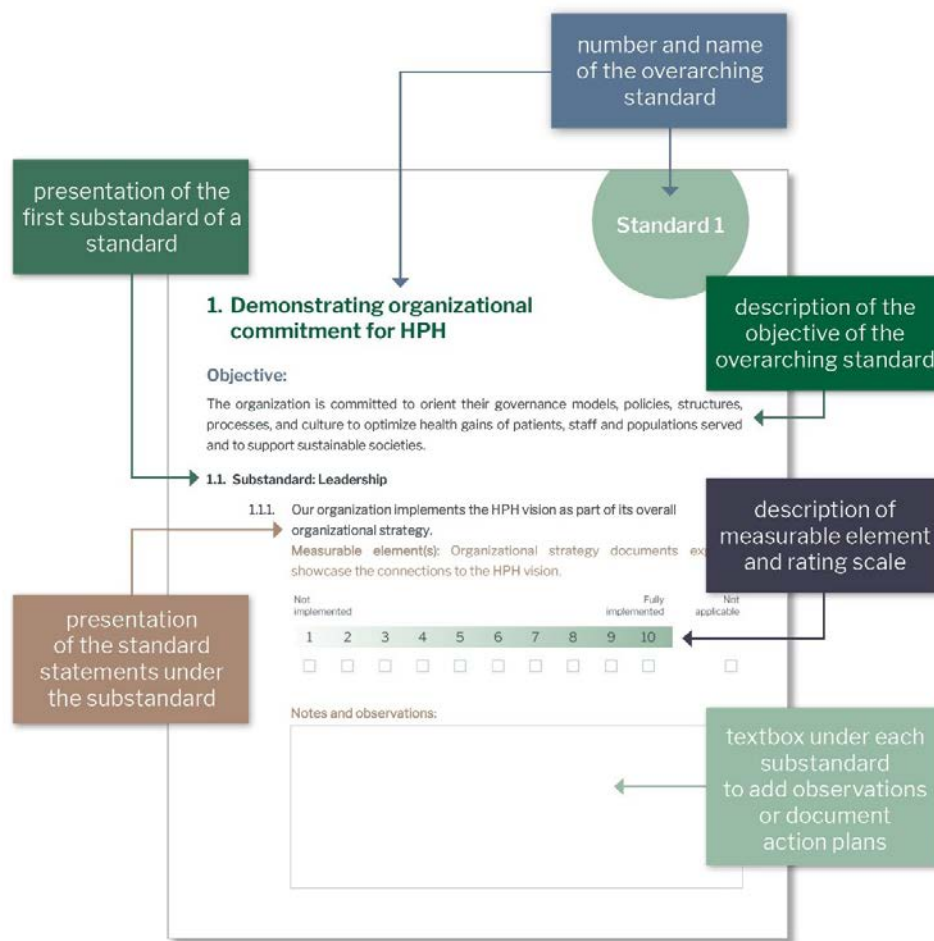 number and name
of the overarching
standard
presentation of the
first substandard of a
standard
Standard 1
1. Demonstrating organizational
commitment for HPH
description of the
objective of the
overarching standard
Objective:
The organization is committed to orient their governance models, policies, structures,
processes, and culture to optimize health gains of patients, staff and populations served
and to support sustainable societies.
1.1. Substandard: Leadership
1.1.1. Our organization implements the HPH vision as part of its overall
organizational strategy.
Measurable element(s): Organizational strategy documents
showcase the connections to the HPH vision.
description of
measurable element
and rating scale
presentation
of the standard
statements under
the substandard
Not
implemented
Fully
implemented
Not
applicable
1 2 3 4 5 6 7 8 9 10
Notes and observations:
textbox under each
substandard
to add observations
or document
action plans